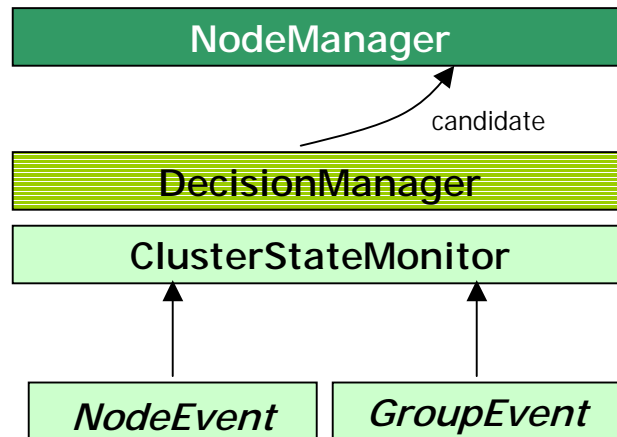 NodeManager
candidate
DecisionManager
ClusterStateMonitor
NodeEvent
GroupEvent